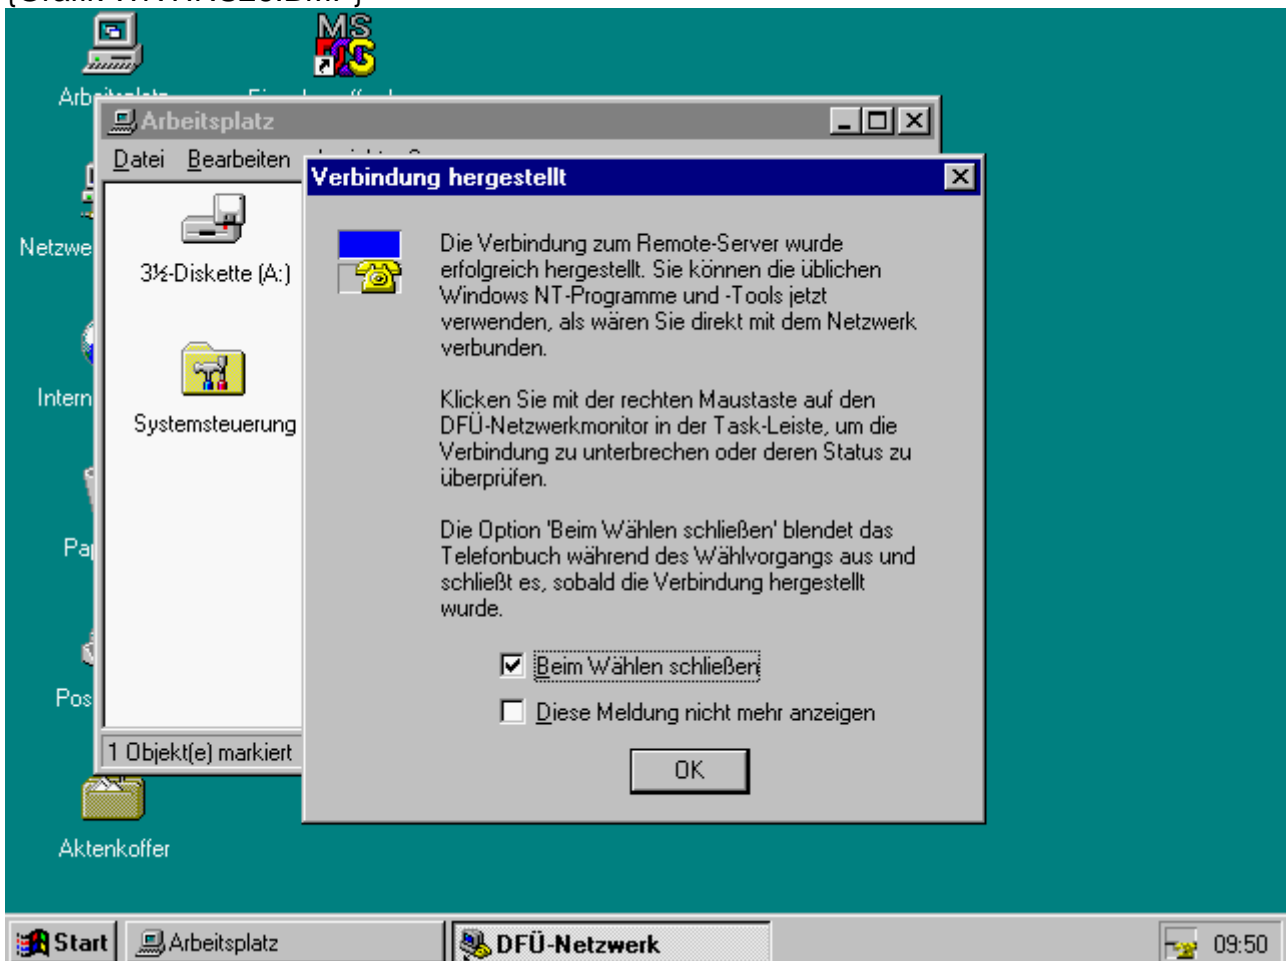 MS
Arbeitsplatz
Datei Bearbeiten
Netzwe
3½-Diskette (A:)
Intern
Systemsteuerung
Pap
Pos
1 Objekt(e) markiert
Aktenkoffer
Verbindung hergestellt
Die Verbindung zum Remote-Server wurde
erfolgreich hergestellt. Sie können die üblichen
Windows NT-Programme und -Tools jetzt
verwenden, als wären Sie direkt mit dem Netzwerk
verbunden.
Klicken Sie mit der rechten Maustaste auf den
DFÜ-Netzwerkmonitor in der Task-Leiste, um die
Verbindung zu unterbrechen oder deren Status zu
überprüfen.
Die Option 'Beim Wählen schließen' blendet das
Telefonbuch während des Wählvorgangs aus und
schließt es, sobald die Verbindung hergestellt
wurde.
Beim Wählen schließen
Diese Meldung nicht mehr anzeigen
OK
Start Arbeitsplatz DFÜ-Netzwerk 09:50